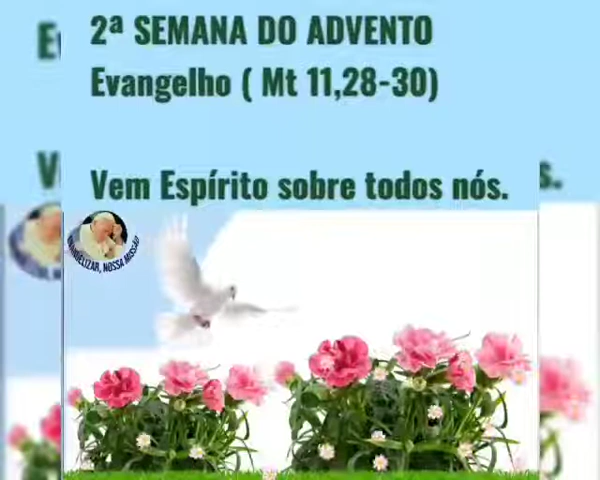 2ª SEMANA DO ADVENTO
Evangelho ( Mt 11,28-30)
Vem Espírito sobre todos nós.
EVANGELIZAR, NOSSA MISSÃO